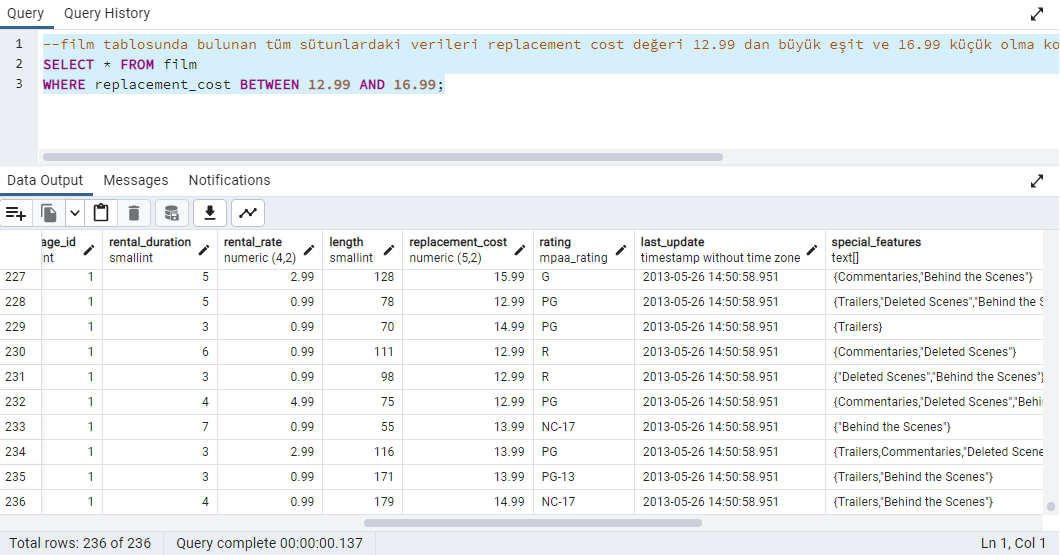 Query Query History
1 --film tablosunda bulunan tüm sütunlardaki verileri replacement cost değeri 12.99 dan büyük eşit ve 16.99 küçük olma ko
2 SELECT * FROM film
3 WHERE replacement_cost BETWEEN 12.99 AND 16.99;
Data Output Messages Notifications
age_id rental_duration rental_rate length replacement_cost rating last_update special_features
nt smallint numeric (4,2) smallint numeric (5,2) mpaa_rating timestamp without time zone text[]
227 1 5 2.99 128 15.99 G 2013-05-26 14:50:58.951 {Commentaries,"Behind the Scenes"}
228 1 5 0.99 78 12.99 PG 2013-05-26 14:50:58.951 {Trailers,"Deleted Scenes","Behind the S
229 1 3 0.99 70 14.99 PG 2013-05-26 14:50:58.951 {Trailers}
230 1 6 0.99 111 12.99 R 2013-05-26 14:50:58.951 {Commentaries,"Deleted Scenes"}
231 1 3 0.99 98 12.99 R 2013-05-26 14:50:58.951 {"Deleted Scenes","Behind the Scenes"}
232 1 4 4.99 75 12.99 PG 2013-05-26 14:50:58.951 {Commentaries,"Deleted Scenes","Behi
233 1 7 0.99 55 13.99 NC-17 2013-05-26 14:50:58.951 {"Behind the Scenes"}
234 1 3 2.99 116 13.99 PG 2013-05-26 14:50:58.951 {Trailers,Commentaries,"Deleted Scene
235 1 3 0.99 171 13.99 PG-13 2013-05-26 14:50:58.951 {Trailers,"Behind the Scenes"}
236 1 4 0.99 179 14.99 NC-17 2013-05-26 14:50:58.951 {Trailers,"Behind the Scenes"}
Total rows: 236 of 236 Query complete 00:00:00.137 Ln 1, Col 1